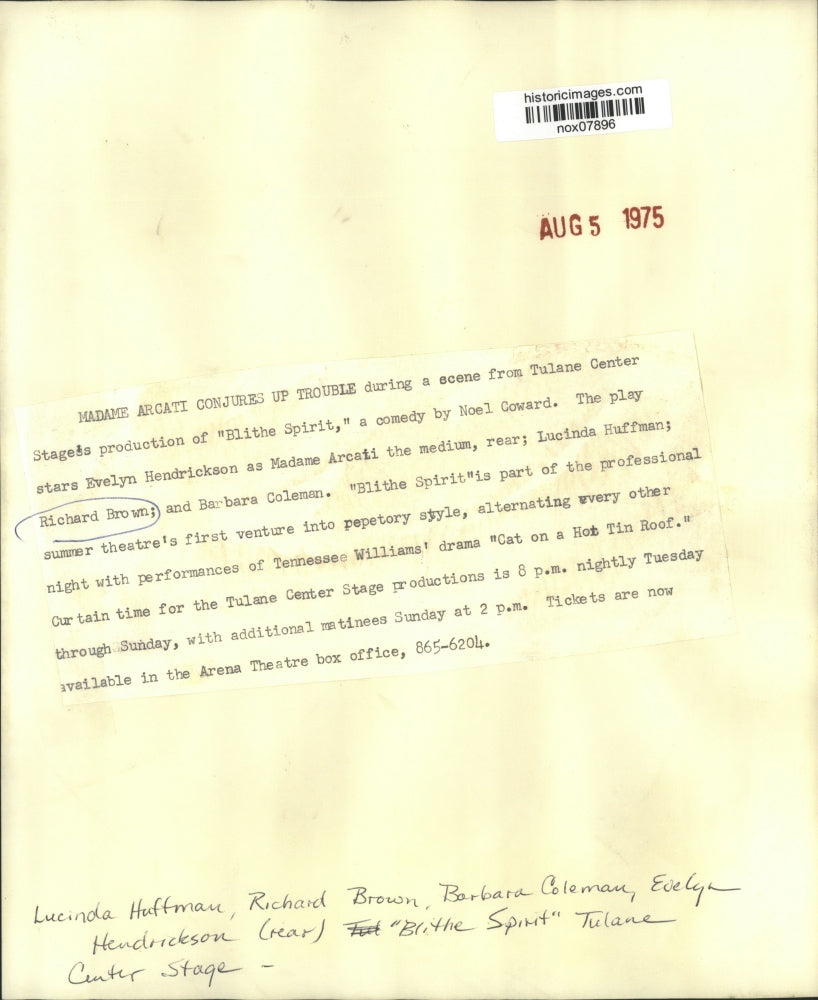 historicimages.com
nox07896
AUG 5 1975
MADAME ARCATI CONJURES UP TROUBLE during a scene from Tulane Center
Stage's production of "Blithe Spirit," a comedy by Noel Coward. The play
stars Evelyn Hendrickson as Madame Arcati the medium, rear; Lucinda Huffman;
Richard Brown; and Barbara Coleman. "Blithe Spirit"is part of the professional
summer theatre's first venture into pepetory style, alternating every other
night with performances of Tennessee Williams' drama "Cat on a Hot Tin Roof."
Curtain time for the Tulane Center Stage productions is 8 p.m. nightly Tuesday
through Sunday, with additional matinees Sunday at 2 p.m. Tickets are now
available in the Arena Theatre box office, 865-6204.
Lucinda Huffman, Richard Brown, Barbara Coleman, Evelyn
Hendrickson (rear) "Blithe Spirit" Tulane
Center Stage -